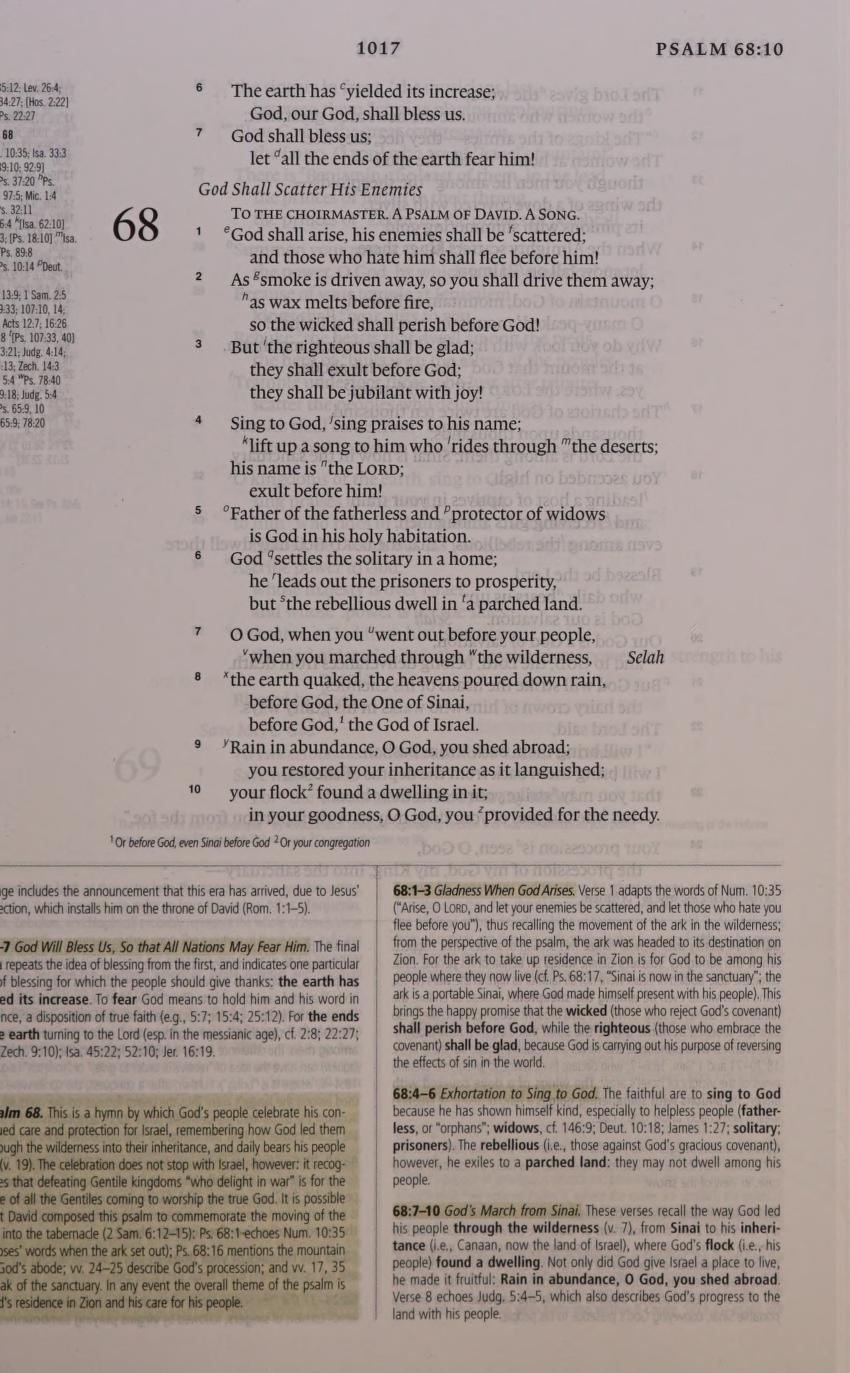 1017
PSALM 68:10
5:12; Lev. 26:4;
34:27; [Hos. 2:22]
Ps. 22:27
68
10:35; Isa. 33:3
9:10; 92:9]
Ps. 37:20 hPs.
97:5; Mic. 1:4
s. 32:11
6:4 k[Isa. 62:10]
3; [Ps. 18:10] mIsa.
Ps. 89:8
Ps. 10:14 pDeut.
13:9; 1 Sam. 2:5
9:33; 107:10, 14;
Acts 12:7; 16:26
8 t[Ps. 107:33, 40]
3:21; Judg. 4:14;
:13; Zech. 14:3
5:4 wPs. 78:40
9:18; Judg. 5:4
s. 65:9, 10
65:9; 78:20
6 The earth has cyielded its increase;
God, our God, shall bless us.
7 God shall bless us;
let dall the ends of the earth fear him!
God Shall Scatter His Enemies
68 TO THE CHOIRMASTER. A PSALM OF DAVID. A SONG.
1 eGod shall arise, his enemies shall be fscattered;
and those who hate him shall flee before him!
2 As gsmoke is driven away, so you shall drive them away;
has wax melts before fire,
so the wicked shall perish before God!
3 But ithe righteous shall be glad;
they shall exult before God;
they shall be jubilant with joy!
4 Sing to God, jsing praises to his name;
klift up a song to him who lrides through mthe deserts;
his name is nthe LORD;
exult before him!
5 oFather of the fatherless and pprotector of widows
is God in his holy habitation.
6 God qsettles the solitary in a home;
he rleads out the prisoners to prosperity,
but sthe rebellious dwell in ta parched land.
7 O God, when you uwent out before your people,
vwhen you marched through wthe wilderness, Selah
8 xthe earth quaked, the heavens poured down rain,
before God, the One of Sinai,
before God,1 the God of Israel.
9 yRain in abundance, O God, you shed abroad;
you restored your inheritance as it languished;
10 your flock2 found a dwelling in it;
in your goodness, O God, you zprovided for the needy.
1 Or before God, even Sinai before God 2 Or your congregation
ge includes the announcement that this era has arrived, due to Jesus'
ection, which installs him on the throne of David (Rom. 1:1–5).
-7 God Will Bless Us, So that All Nations May Fear Him. The final
repeats the idea of blessing from the first, and indicates one particular
of blessing for which the people should give thanks: the earth has
ed its increase. To fear God means to hold him and his word in
nce, a disposition of true faith (e.g., 5:7; 15:4; 25:12). For the ends
e earth turning to the Lord (esp. in the messianic age), cf. 2:8; 22:27;
Zech. 9:10); Isa. 45:22; 52:10; Jer. 16:19.
alm 68. This is a hymn by which God's people celebrate his con-
ued care and protection for Israel, remembering how God led them
ough the wilderness into their inheritance, and daily bears his people
(v. 19). The celebration does not stop with Israel, however: it recog-
es that defeating Gentile kingdoms "who delight in war" is for the
e of all the Gentiles coming to worship the true God. It is possible
t David composed this psalm to commemorate the moving of the
into the tabernacle (2 Sam. 6:12–15): Ps. 68:1 echoes Num. 10:35
oses' words when the ark set out); Ps. 68:16 mentions the mountain
God's abode; vv. 24–25 describe God's procession; and vv. 17, 35
ak of the sanctuary. In any event the overall theme of the psalm is
d's residence in Zion and his care for his people.
68:1–3 Gladness When God Arises. Verse 1 adapts the words of Num. 10:35
("Arise, O LORD, and let your enemies be scattered, and let those who hate you
flee before you"), thus recalling the movement of the ark in the wilderness;
from the perspective of the psalm, the ark was headed to its destination on
Zion. For the ark to take up residence in Zion is for God to be among his
people where they now live (cf. Ps. 68:17, "Sinai is now in the sanctuary"; the
ark is a portable Sinai, where God made himself present with his people). This
brings the happy promise that the wicked (those who reject God's covenant)
shall perish before God, while the righteous (those who embrace the
covenant) shall be glad, because God is carrying out his purpose of reversing
the effects of sin in the world.
68:4–6 Exhortation to Sing to God. The faithful are to sing to God
because he has shown himself kind, especially to helpless people (father-
less, or "orphans"; widows, cf. 146:9; Deut. 10:18; James 1:27; solitary;
prisoners). The rebellious (i.e., those against God's gracious covenant),
however, he exiles to a parched land: they may not dwell among his
people.
68:7–10 God's March from Sinai. These verses recall the way God led
his people through the wilderness (v. 7), from Sinai to his inheri-
tance (i.e., Canaan, now the land of Israel), where God's flock (i.e., his
people) found a dwelling. Not only did God give Israel a place to live,
he made it fruitful: Rain in abundance, O God, you shed abroad.
Verse 8 echoes Judg. 5:4–5, which also describes God's progress to the
land with his people.